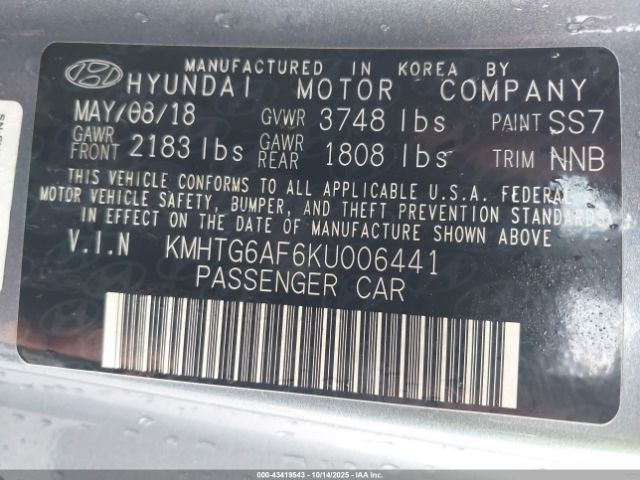 MANUFACTURED IN KOREA BY
HYUNDAI MOTOR COMPANY
MAY/08/18 GVWR 3748 lbs PAINT SS7
GAWR FRONT 2183 lbs GAWR REAR 1808 lbs TRIM NNB
THIS VEHICLE CONFORMS TO ALL APPLICABLE U.S.A. FEDERAL
MOTOR VEHICLE SAFETY, BUMPER, AND THEFT PREVENTION STANDARDS
IN EFFECT ON THE DATE OF MANUFACTURE SHOWN ABOVE.
V.I.N KMHTG6AF6KU006441
PASSENGER CAR
000-43419543 - 10/14/2025 - IAAI.com